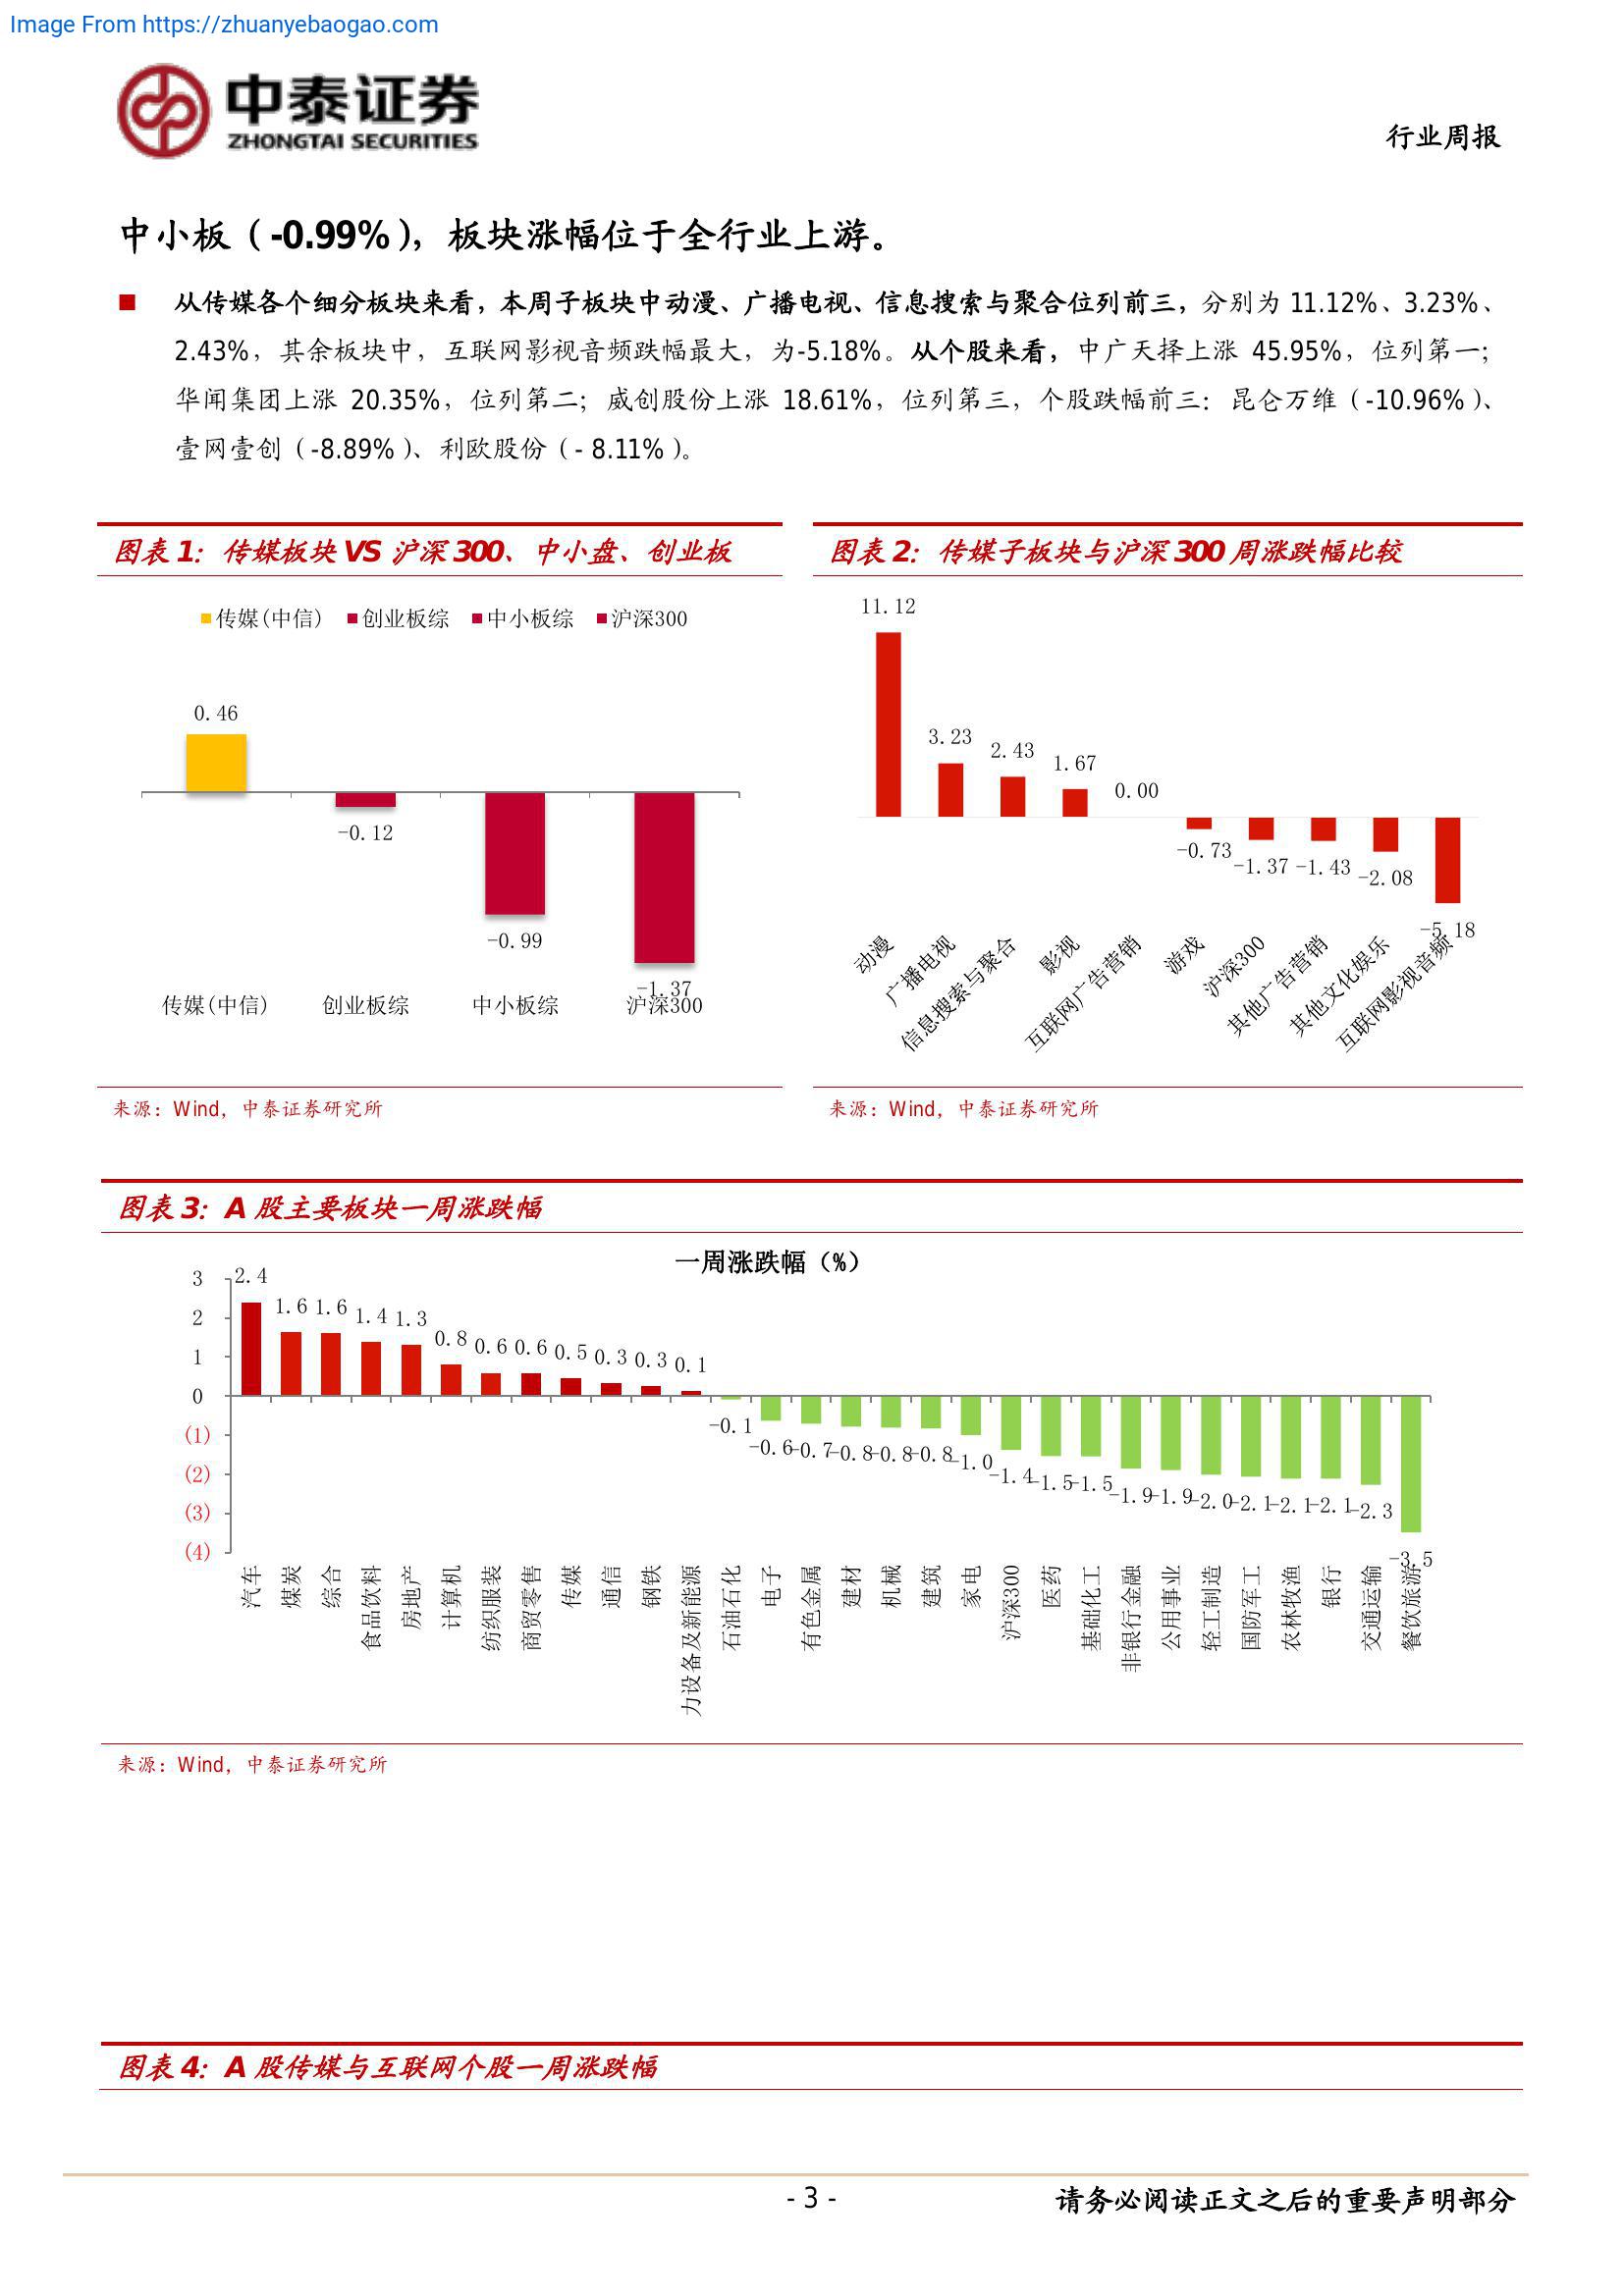 Image From https://zhuanyebaogao.com
中泰证券
ZHONGTAI SECURITIES
行业周报
中小板（-0.99%），板块涨幅位于全行业上游。
■ 从传媒各个细分板块来看，本周子板块中动漫、广播电视、信息搜索与聚合位列前三，分别为 11.12%、3.23%、
2.43%，其余板块中，互联网影视音频跌幅最大，为-5.18%。从个股来看，中广天择上涨 45.95%，位列第一；
华闻集团上涨 20.35%，位列第二；威创股份上涨 18.61%，位列第三，个股跌幅前三：昆仑万维（-10.96%）、
壹网壹创（-8.89%）、利欧股份（- 8.11%）。
图表 1：传媒板块 VS 沪深 300、中小盘、创业板
传媒(中信) 创业板综 中小板综 沪深300
0.46
-0.12
-0.99
-1.37
传媒(中信) 创业板综 中小板综 沪深300
来源：Wind，中泰证券研究所
图表 2：传媒子板块与沪深 300 周涨跌幅比较
11.12
3.23
2.43
1.67
0.00
-0.73
-1.37
-1.43
-2.08
-5.18
动漫
广播电视
信息搜索与聚合
影视
互联网广告营销
游戏
沪深300
其他广告营销
其他文化娱乐
互联网影视音频
来源：Wind，中泰证券研究所
图表 3：A 股主要板块一周涨跌幅
一周涨跌幅（%）
3
2
1
0
(1)
(2)
(3)
(4)
2.4 1.6 1.6 1.4 1.3 0.8 0.6 0.6 0.5 0.3 0.3 0.1
-0.1 -0.6 -0.7 -0.8 -0.8 -0.8 -1.0 -1.4 -1.5 -1.5 -1.9 -1.9 -2.0 -2.1 -2.1 -2.1 -2.3 -3.5
汽车
煤炭
综合
食品饮料
房地产
计算机
纺织服装
商贸零售
传媒
通信
钢铁
力设备及新能源
石油石化
电子
有色金属
建材
机械
建筑
家电
沪深300
医药
基础化工
非银行金融
公用事业
轻工制造
国防军工
农林牧渔
银行
交通运输
餐饮旅游
来源：Wind，中泰证券研究所
图表 4：A 股传媒与互联网个股一周涨跌幅
- 3 -
请务必阅读正文之后的重要声明部分